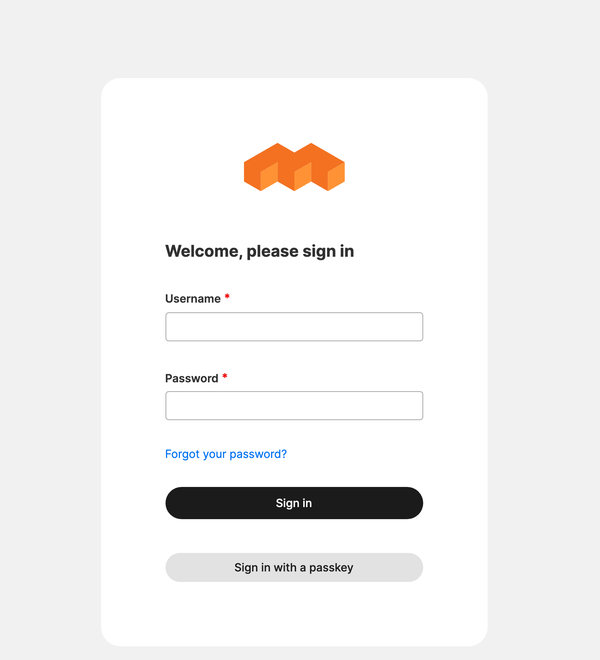 Welcome, please sign in
Username *
Password *
Forgot your password?
Sign in
Sign in with a passkey